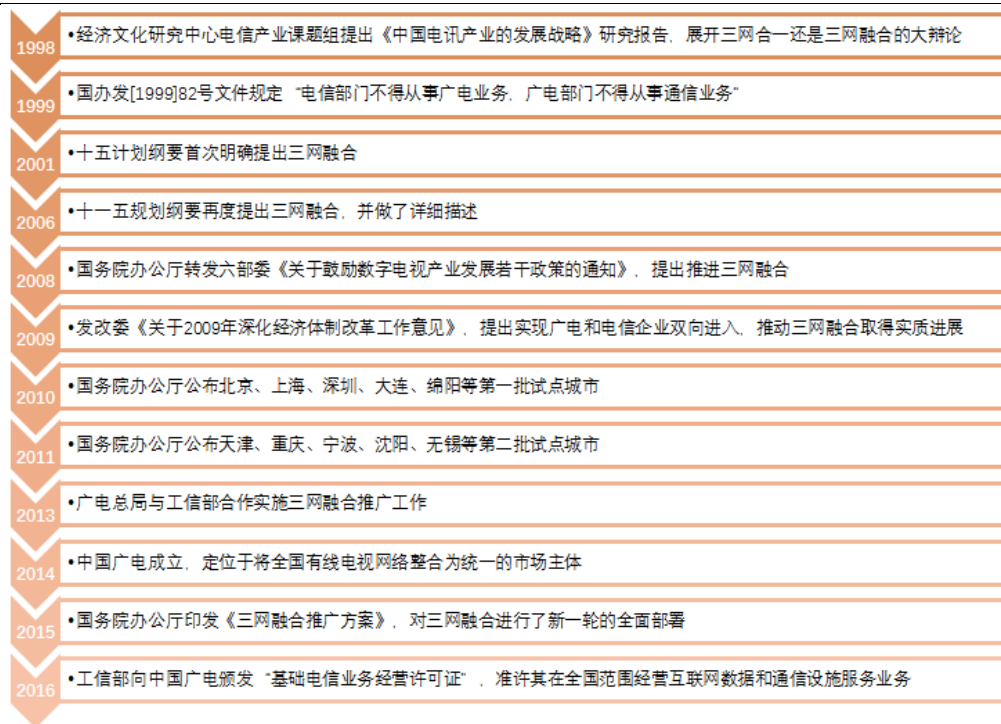 1998
•经济文化研究中心电信产业课题组提出《中国电讯产业的发展战略》研究报告，展开三网合一还是三网融合的大辩论
1999
•国办发[1999]82号文件规定“电信部门不得从事广电业务，广电部门不得从事通信业务”
2001
•十五计划纲要首次明确提出三网融合
2006
•十一五规划纲要再度提出三网融合，并做了详细描述
2008
•国务院办公厅转发六部委《关于鼓励数字电视产业发展若干政策的通知》，提出推进三网融合
2009
•发改委《关于2009年深化经济体制改革工作意见》，提出实现广电和电信企业双向进入，推动三网融合取得实质进展
2010
•国务院办公厅公布北京、上海、深圳、大连、绵阳等第一批试点城市
2011
•国务院办公厅公布天津、重庆、宁波、沈阳、无锡等第二批试点城市
2013
•广电总局与工信部合作实施三网融合推广工作
2014
•中国广电成立，定位于将全国有线电视网络整合为统一的市场主体
2015
•国务院办公厅印发《三网融合推广方案》，对三网融合进行了新一轮的全面部署
2016
•工信部向中国广电颁发“基础电信业务经营许可证”，准许其在全国范围经营互联网数据和通信设施服务业务